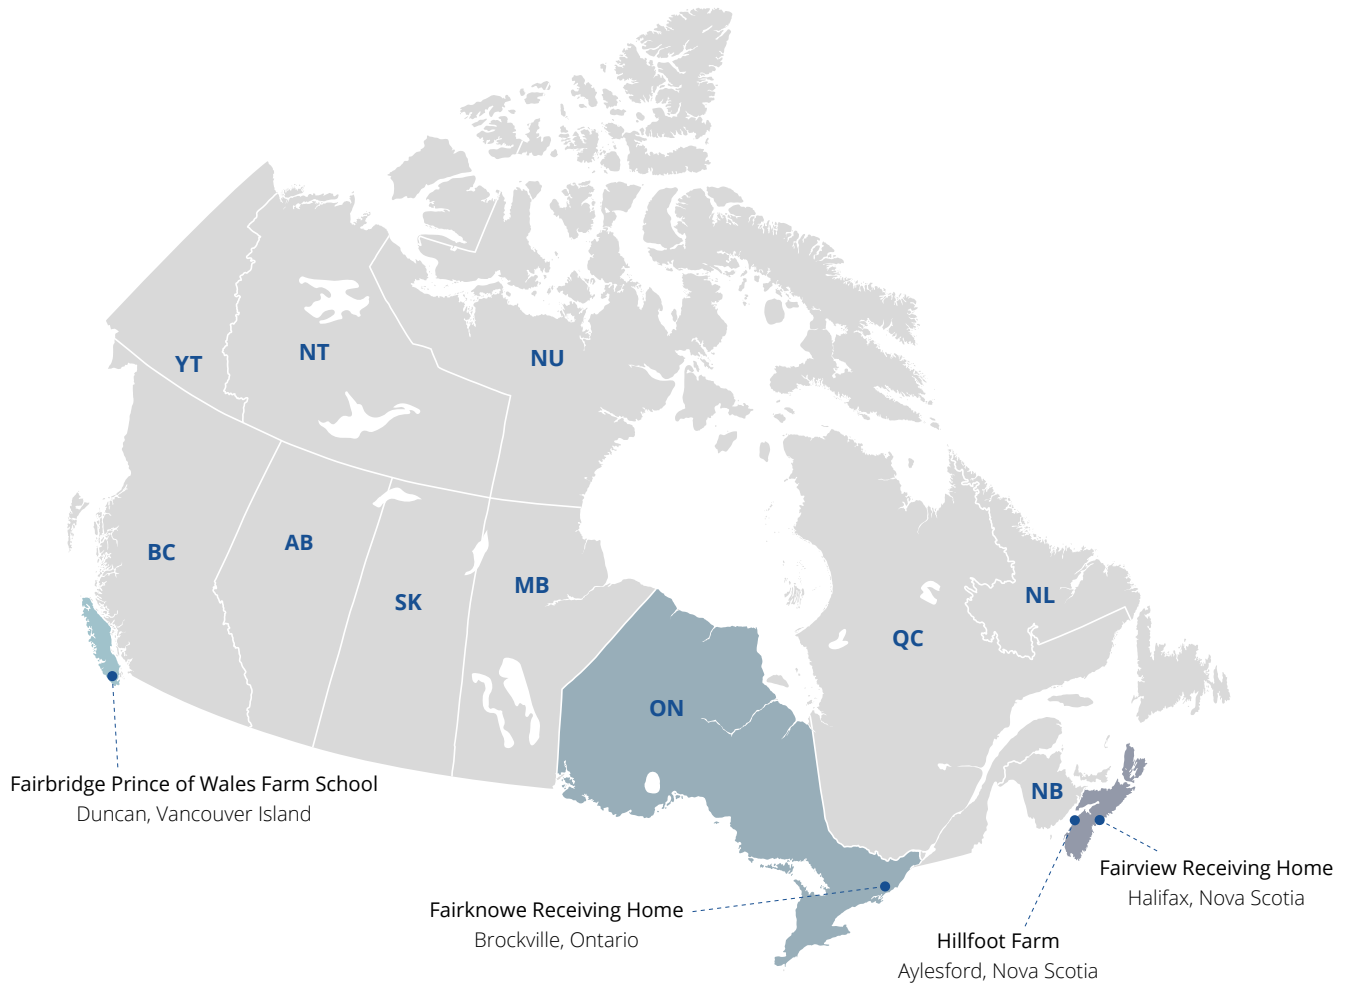 YT
NT
NU
BC
AB
SK
MB
ON
QC
NL
NB
Fairbridge Prince of Wales Farm School
Duncan, Vancouver Island
Fairknowe Receiving Home
Brockville, Ontario
Fairview Receiving Home
Halifax, Nova Scotia
Hillfoot Farm
Aylesford, Nova Scotia